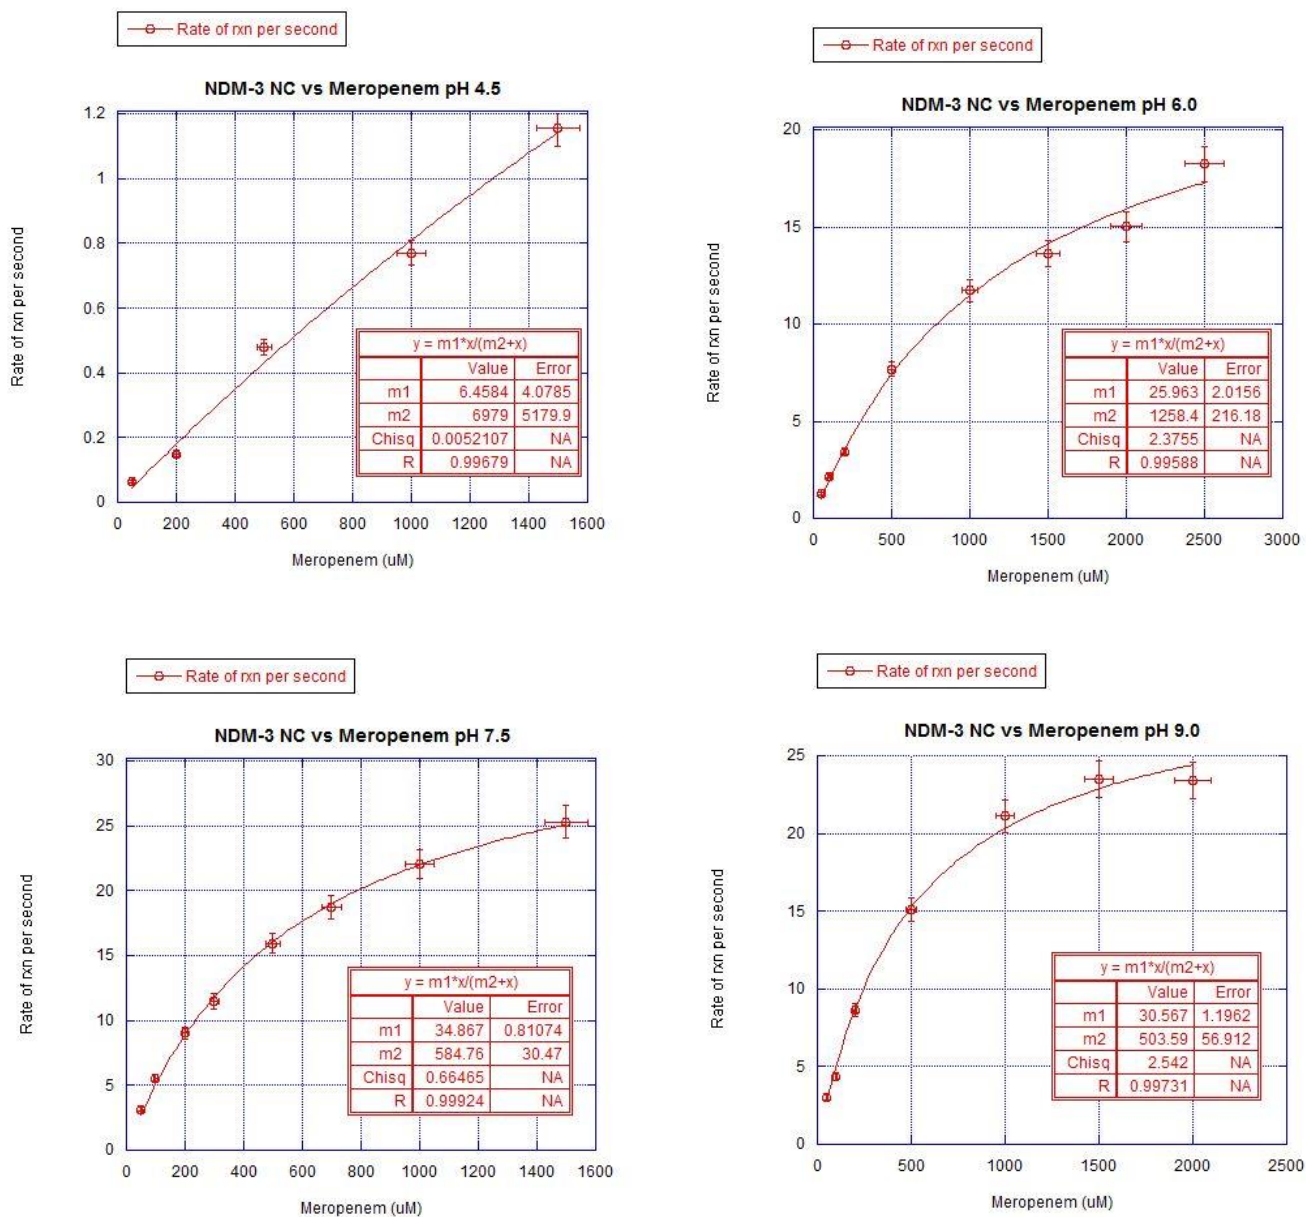 Rate of rxn per second
NDM-3 NC vs Meropenem pH 4.5
Rate of rxn per second
1.2
1
0.8
0.6
0.4
0.2
0
y = m1*x/(m2+x)
Value Error
m1 6.4584 4.0785
m2 6979 5179.9
Chisq 0.0052107 NA
R 0.99679 NA
0 200 400 600 800 1000 1200 1400 1600
Meropenem (uM)
Rate of rxn per second
NDM-3 NC vs Meropenem pH 6.0
Rate of rxn per second
20
15
10
5
0
y = m1*x/(m2+x)
Value Error
m1 25.963 2.0156
m2 1258.4 216.18
Chisq 2.3755 NA
R 0.99588 NA
0 500 1000 1500 2000 2500 3000
Meropenem (uM)
Rate of rxn per second
NDM-3 NC vs Meropenem pH 7.5
Rate of rxn per second
30
25
20
15
10
5
0
y = m1*x/(m2+x)
Value Error
m1 34.867 0.81074
m2 584.76 30.47
Chisq 0.66465 NA
R 0.99924 NA
0 200 400 600 800 1000 1200 1400 1600
Meropenem (uM)
Rate of rxn per second
NDM-3 NC vs Meropenem pH 9.0
Rate of rxn per second
25
20
15
10
5
0
y = m1*x/(m2+x)
Value Error
m1 30.567 1.1962
m2 503.59 56.912
Chisq 2.542 NA
R 0.99731 NA
0 500 1000 1500 2000 2500
Meropenem (uM)